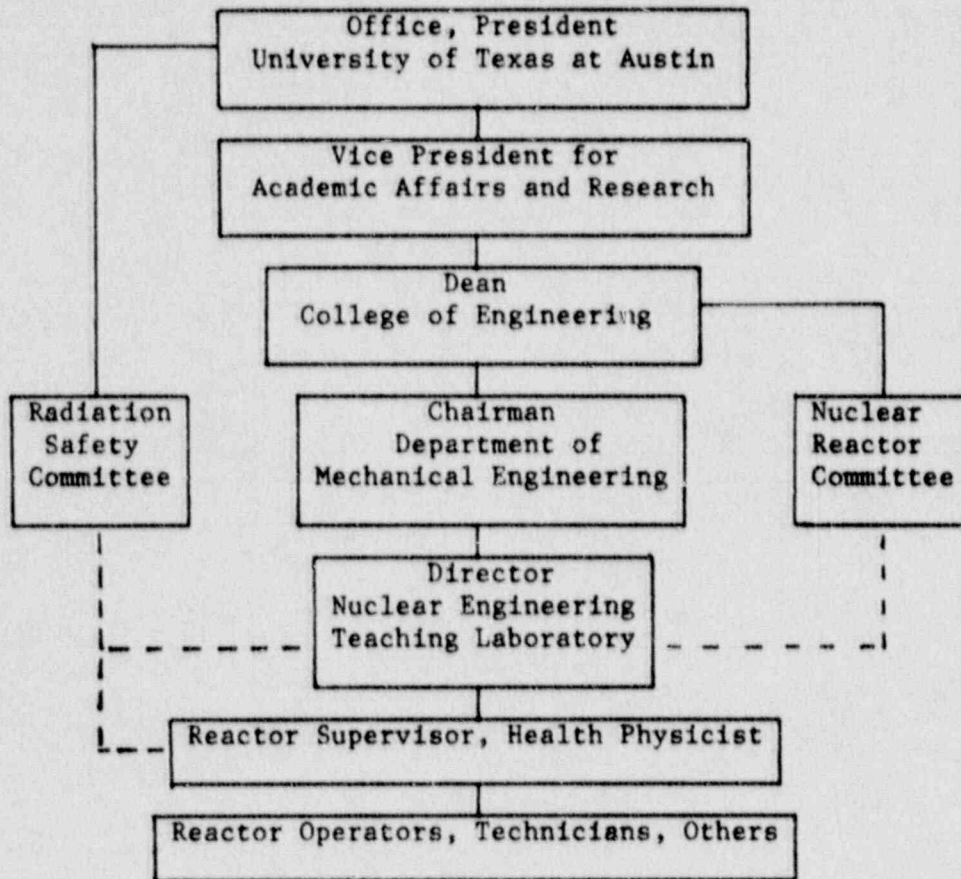 Office, President
University of Texas at Austin
Vice President for
Academic Affairs and Research
Dean
College of Engineering
Radiation
Safety
Committee
Chairman
Department of
Mechanical Engineering
Nuclear
Reactor
Committee
Director
Nuclear Engineering
Teaching Laboratory
Reactor Supervisor, Health Physicist
Reactor Operators, Technicians, Others